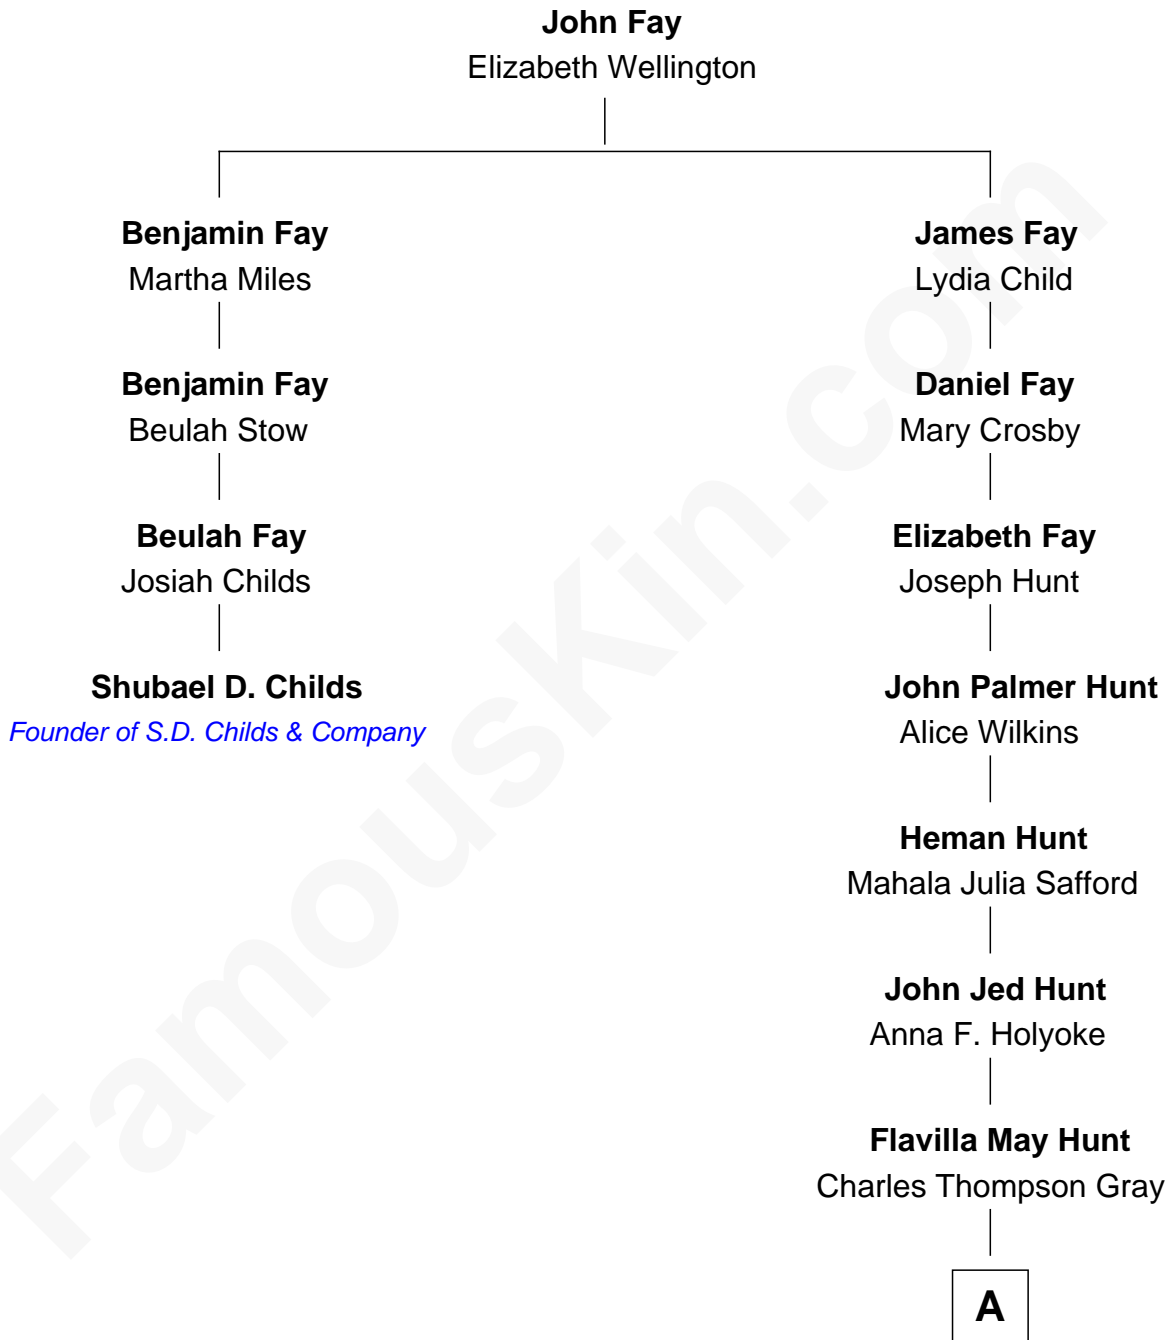 John Fay
Elizabeth Wellington
Benjamin Fay
Martha Miles
Benjamin Fay
Beulah Stow
Beulah Fay
Josiah Childs
Shubael D. Childs
Founder of S.D. Childs & Company
James Fay
Lydia Child
Daniel Fay
Mary Crosby
Elizabeth Fay
Joseph Hunt
John Palmer Hunt
Alice Wilkins
Heman Hunt
Mahala Julia Safford
John Jed Hunt
Anna F. Holyoke
Flavilla May Hunt
Charles Thompson Gray
A
FamousKin.com